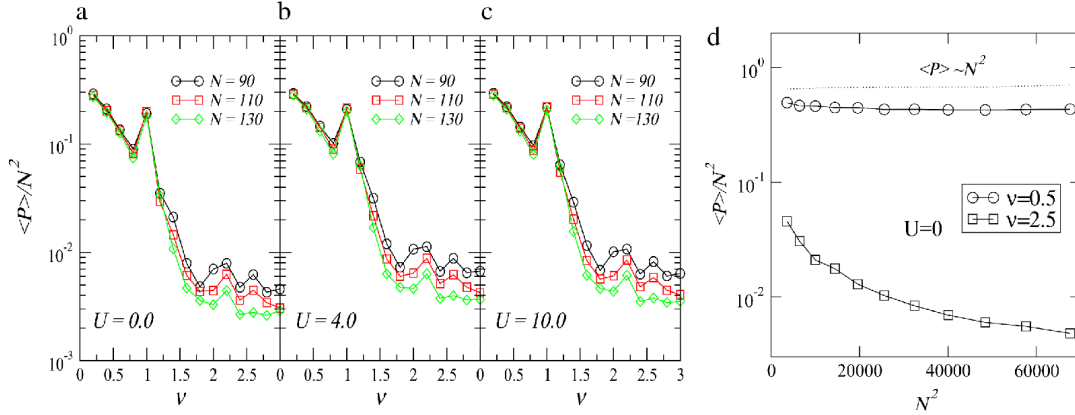 a
b
c
d
10^0
10^-1
10^-2
10^-3
<P>/N^2
N = 90
N = 110
N = 130
U = 0.0
0 0.5 1 1.5 2 2.5
ν
N = 90
N = 110
N = 130
U = 4.0
0 0.5 1 1.5 2 2.5
ν
N = 90
N = 110
N = 130
U = 10.0
0 0.5 1 1.5 2 2.5 3
ν
10^0
10^-1
10^-2
<P>/N^2
<P> ~N^2
ν=0.5
ν=2.5
U=0
20000 40000 60000
N^2